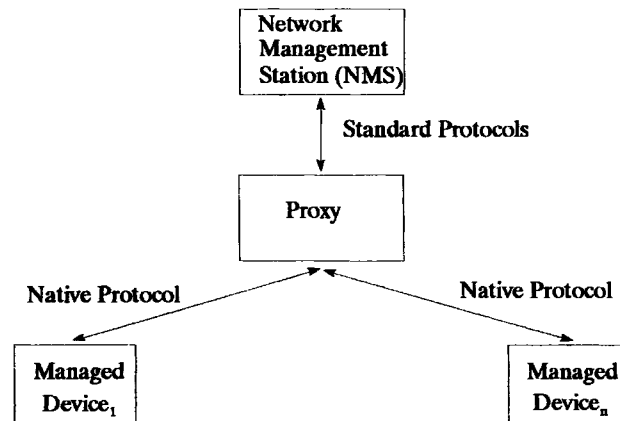 Network
Management
Station (NMS)
Standard Protocols
Proxy
Native Protocol
Native Protocol
Managed
Device₁
Managed
Deviceₙ